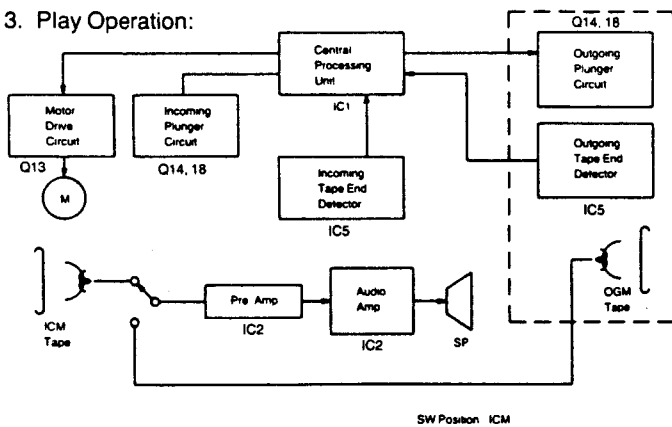 3. Play Operation:
Q14, 18
Central
Processing
Unit
IC1
Outgoing
Plunger
Circuit
Motor
Drive
Circuit
Q13
M
Incoming
Plunger
Circuit
Q14, 18
Incoming
Tape End
Detector
IC5
Outgoing
Tape End
Detector
IC5
ICM
Tape
Pre Amp
IC2
Audio
Amp
IC2
SP
OGM
Tape
SW Position ICM